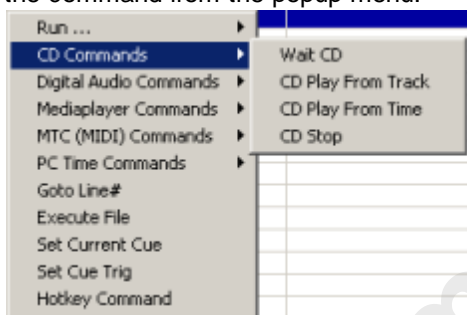 the command from the popup menu.
Run ...
CD Commands
Digital Audio Commands
Mediaplayer Commands
MTC (MIDI) Commands
PC Time Commands
Goto Line#
Execute File
Set Current Cue
Set Cue Trig
Hotkey Command
Wait CD
CD Play From Track
CD Play From Time
CD Stop